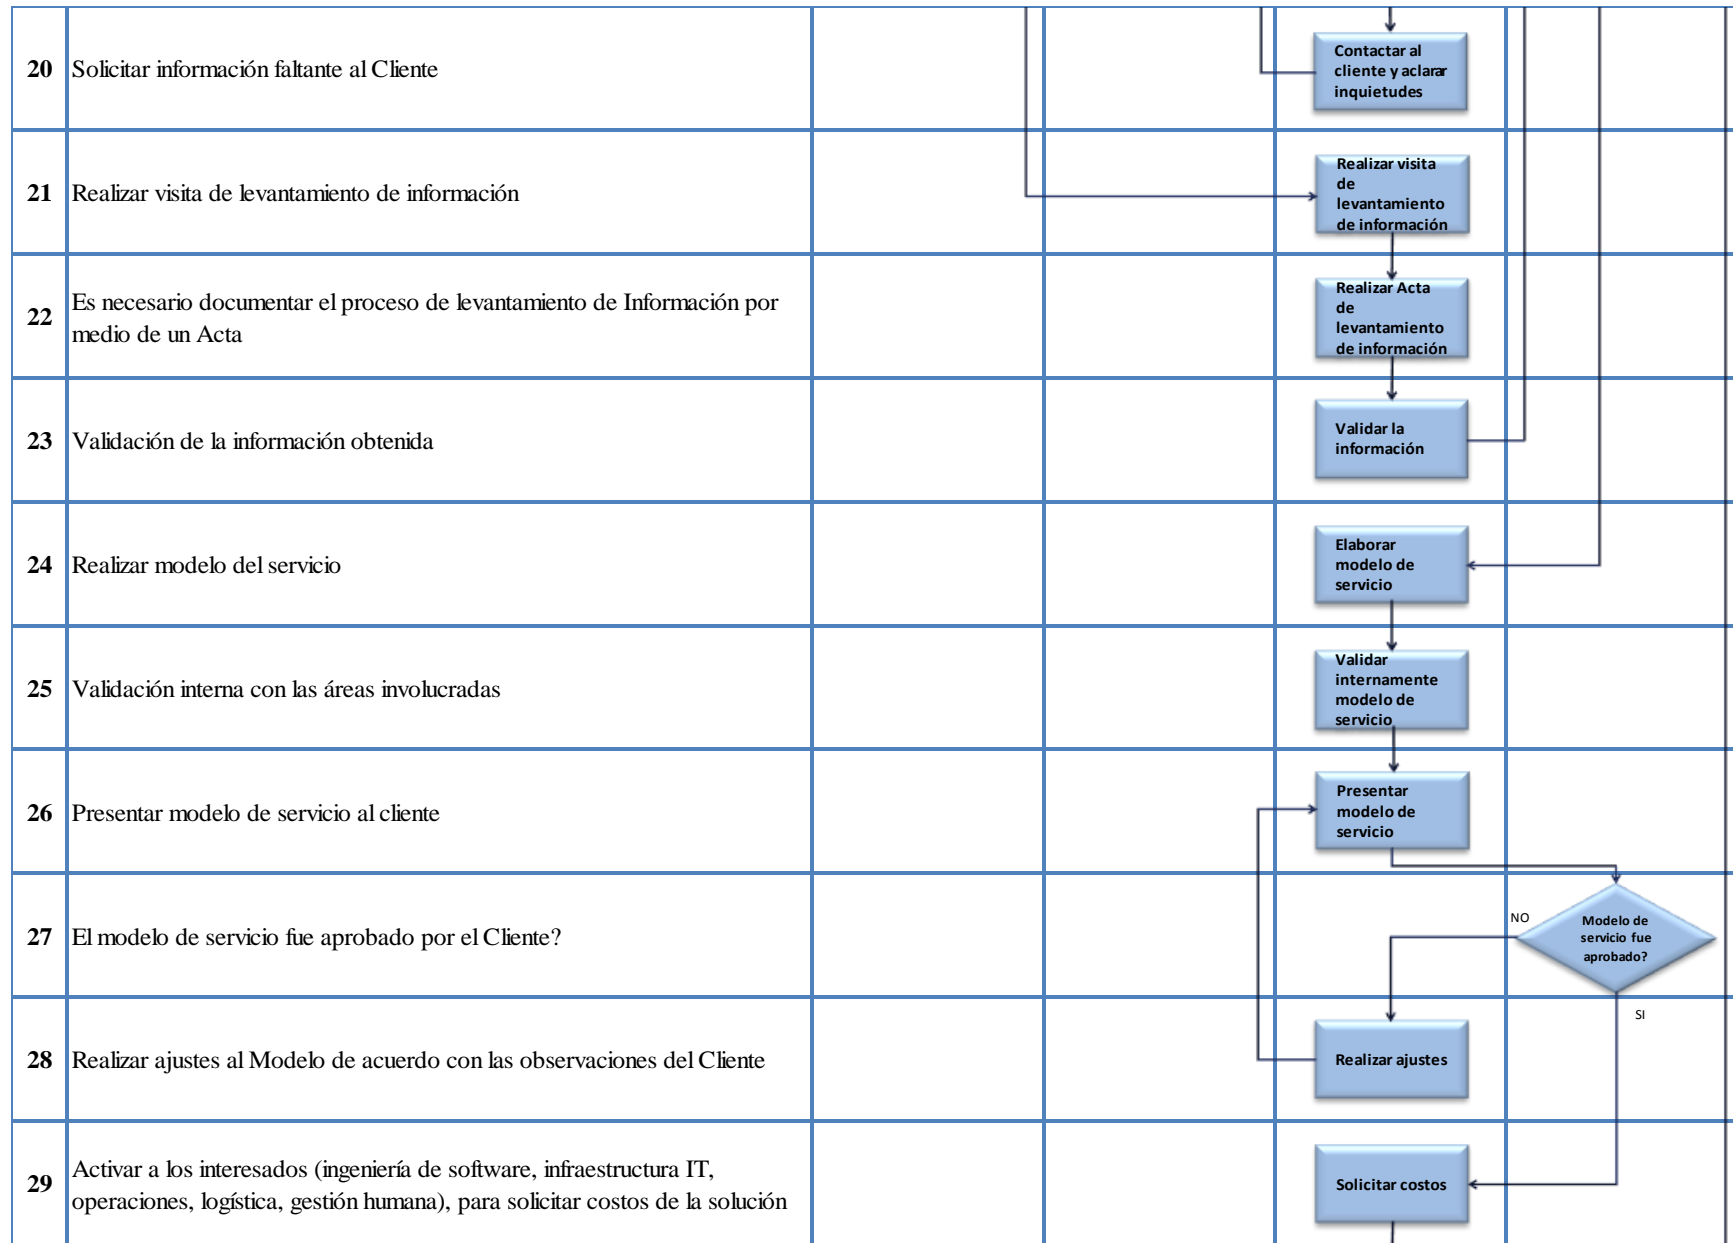 20
Solicitar información faltante al Cliente
Contactar al
cliente y aclarar
inquietudes
21
Realizar visita de levantamiento de información
Realizar visita
de
levantamiento
de información
22
Es necesario documentar el proceso de levantamiento de Información por
medio de un Acta
Realizar Acta
de
levantamiento
de información
23
Validación de la información obtenida
Validar la
información
24
Realizar modelo del servicio
Elaborar
modelo de
servicio
25
Validación interna con las áreas involucradas
Validar
internamente
modelo de
servicio
26
Presentar modelo de servicio al cliente
Presentar
modelo de
servicio
27
El modelo de servicio fue aprobado por el Cliente?
NO
Modelo de
servicio fue
aprobado?
SI
28
Realizar ajustes al Modelo de acuerdo con las observaciones del Cliente
Realizar ajustes
29
Activar a los interesados (ingeniería de software, infraestructura IT,
operaciones, logística, gestión humana), para solicitar costos de la solución
Solicitar costos